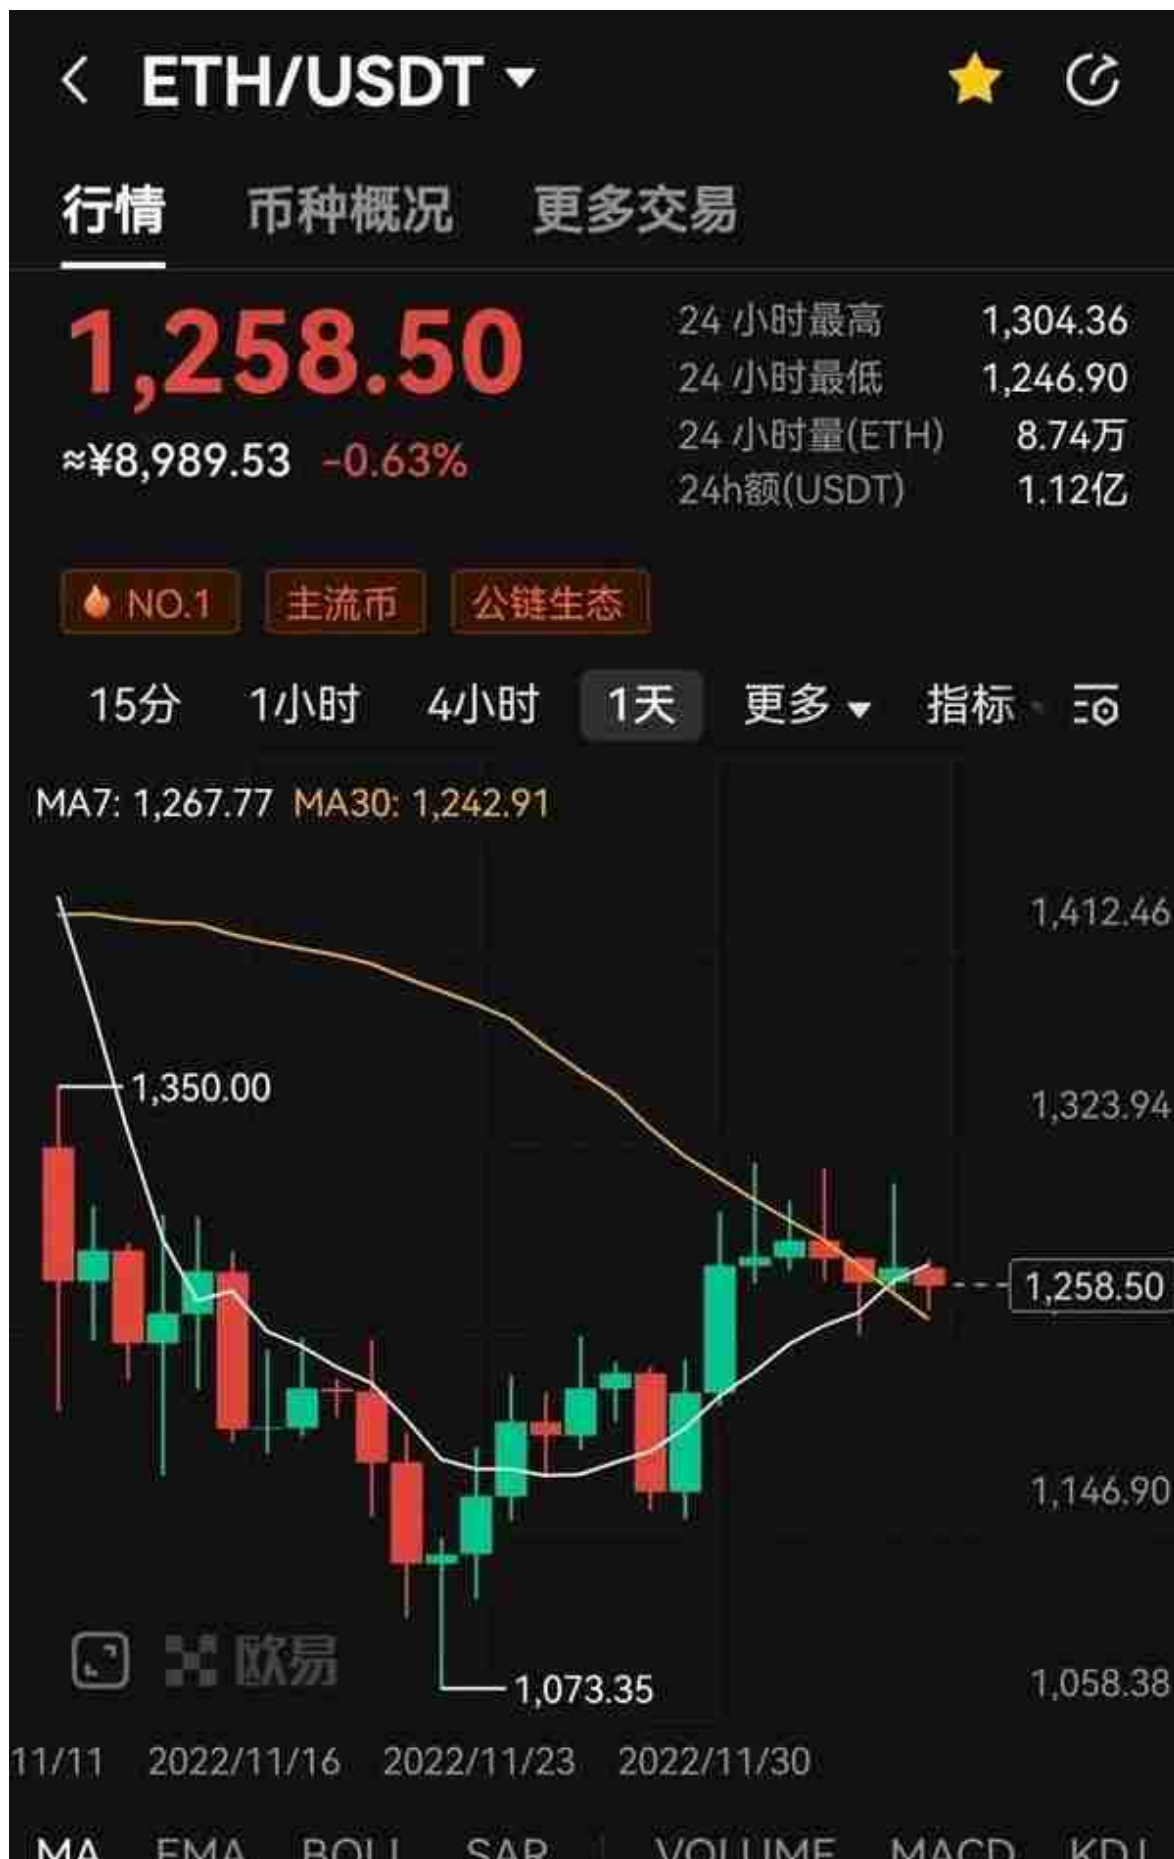 ETH/USDT
行情 币种概况 更多交易
1,258.50
≈¥8,989.53 -0.63%
24 小时最高 1,304.36
24 小时最低 1,246.90
24 小时量(ETH) 8.74万
24h额(USDT) 1.12亿
NO.1 主流币 公链生态
15分 1小时 4小时 1天 更多 指标
MA7: 1,267.77 MA30: 1,242.91
1,412.46
1,350.00
1,323.94
1,258.50
1,146.90
欧易
1,073.35
1,058.38
11/11 2022/11/16 2022/11/23 2022/11/30
MA EMA BOLL SAR VOLUME MACD KDJ